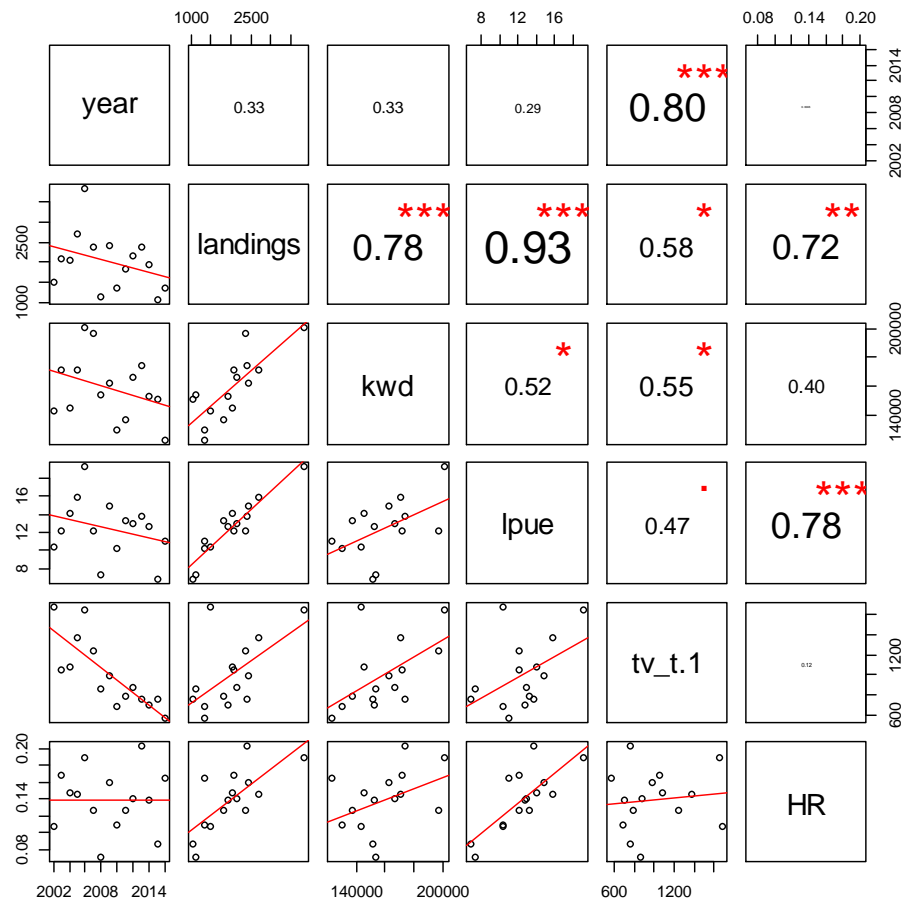 1000 2500 8 12 16 0.08 0.14 0.20
***
year 0.33 0.33 0.29 0.80
2002 2008 2014
*** *** * **
1000 2500 landings 0.78 0.93 0.58 0.72
* *
kwd 0.52 0.55 0.40
140000 200000
. ***
8 12 16 lpue 0.47 0.78
tv_t.1 0.12
600 1200
0.08 0.14 0.20 HR
2002 2008 2014 140000 200000 600 1200